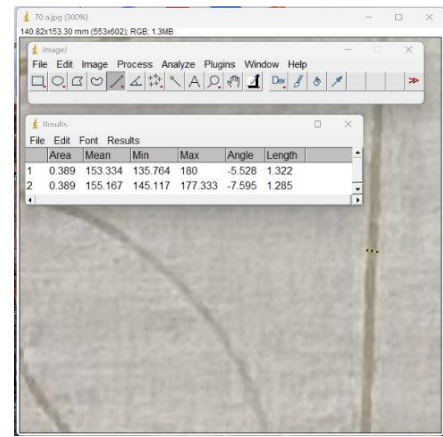 70 a.jpg (300%)
140.82x153.30 mm (553x602); RGB; 1.3MB
ImageJ
File Edit Image Process Analyze Plugins Window Help
A Dev
Results
File Edit Font Results
Area Mean Min Max Angle Length
1 0.389 153.334 135.764 180 -5.528 1.322
2 0.389 155.167 145.117 177.333 -7.595 1.285